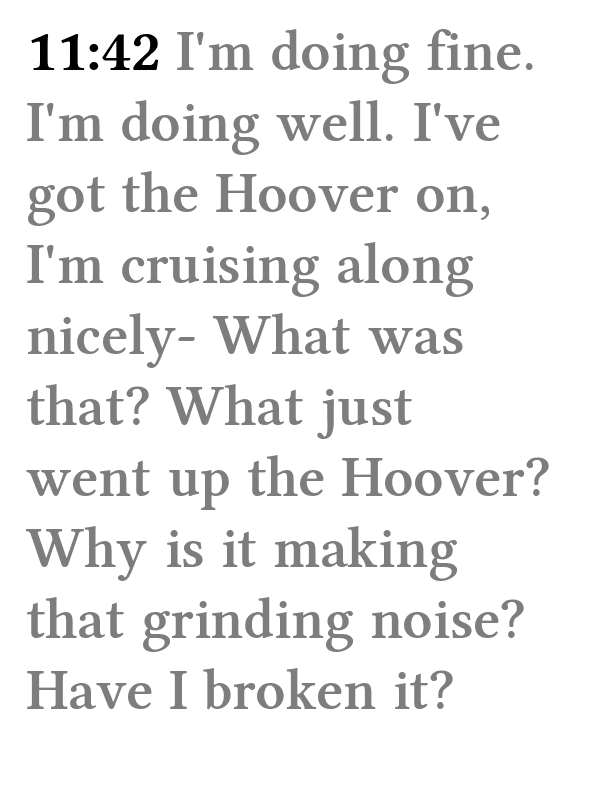 11:42 I'm doing fine.
I'm doing well. I've
got the Hoover on,
I'm cruising along
nicely- What was
that? What just
went up the Hoover?
Why is it making
that grinding noise?
Have I broken it?